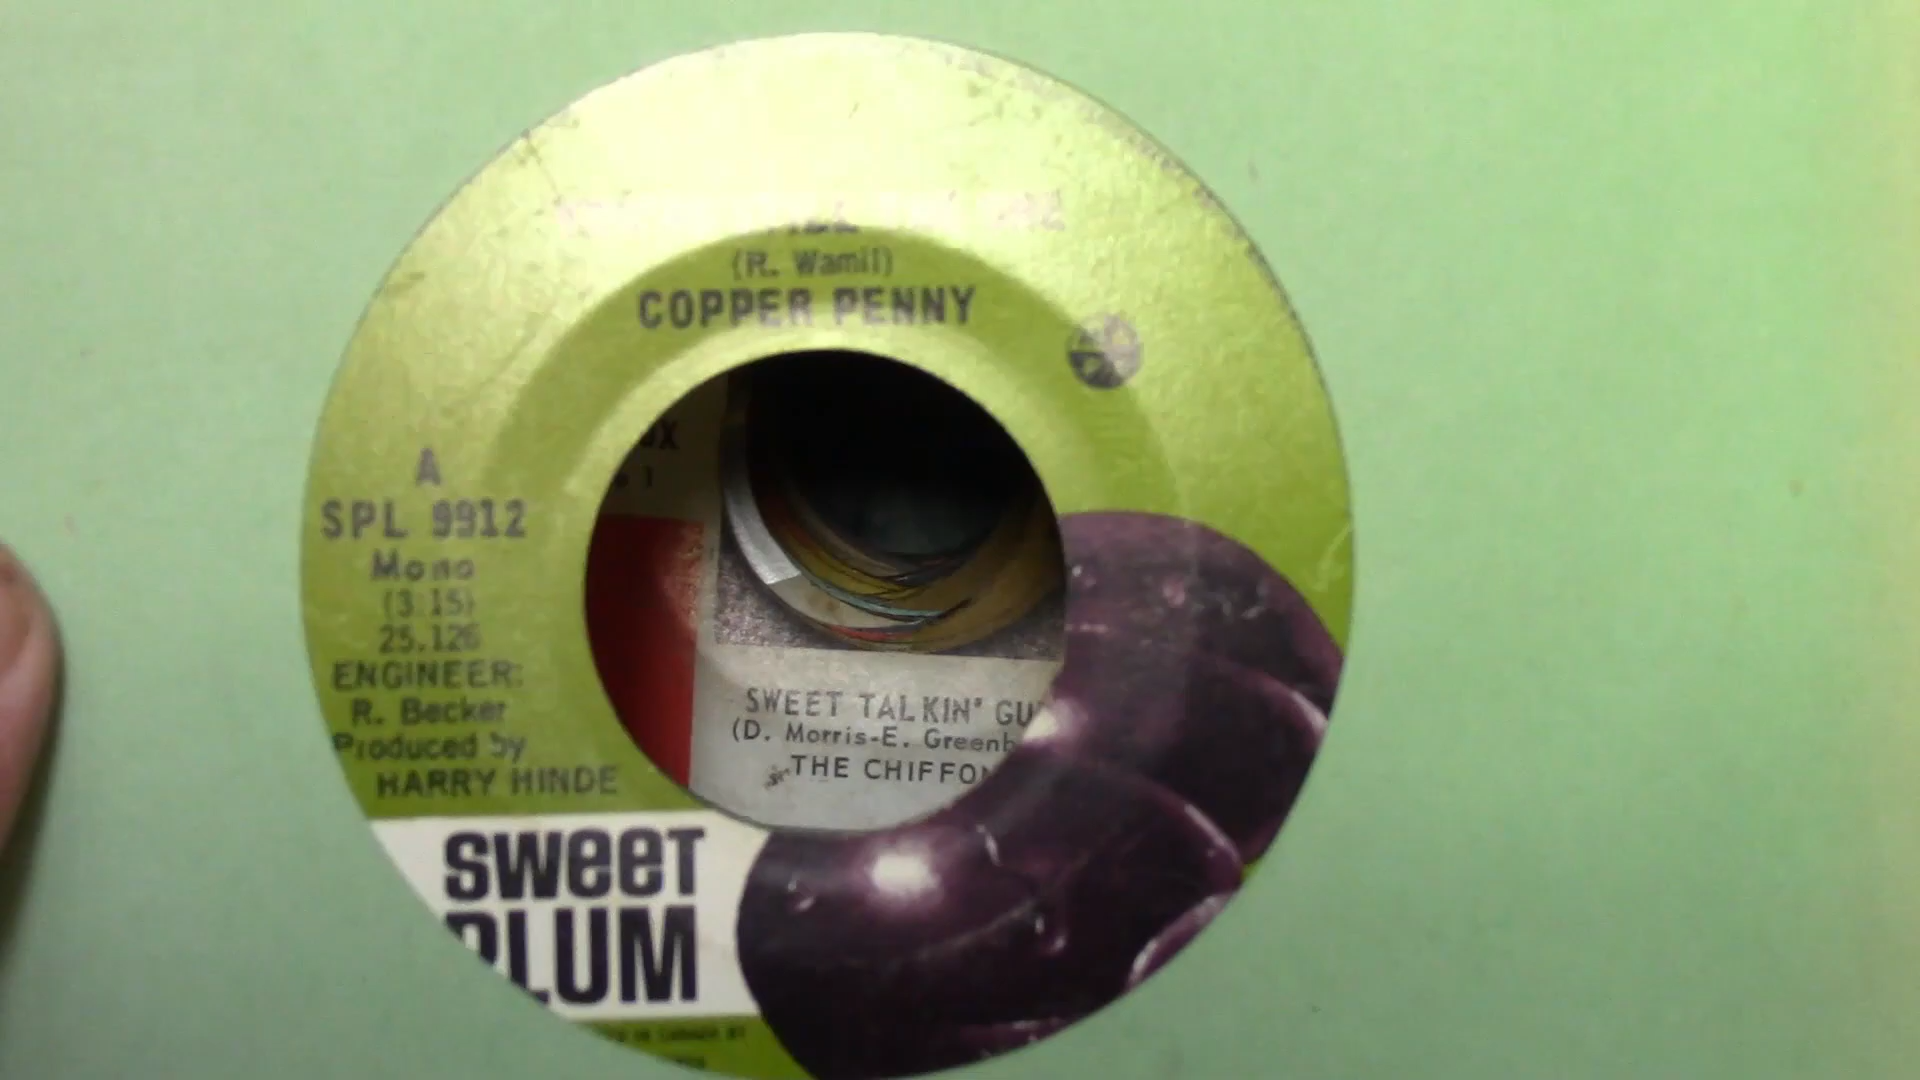 (R. Wamil)
COPPER PENNY
A
SPL 9912
Mono
(3:15)
25.126
ENGINEER:
R. Becker
Produced by
HARRY HINDE
SWEET
PLUM
SWEET TALKIN' GU
(D. Morris-E. Greenb
THE CHIFFON